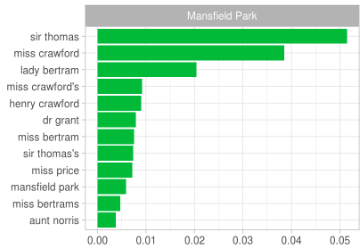 Mansfield Park
sir thomas
miss crawford
lady bertram
miss crawford's
henry crawford
dr grant
miss bertram
sir thomas's
miss price
mansfield park
miss bertrams
aunt norris
0.00 0.01 0.02 0.03 0.04 0.05